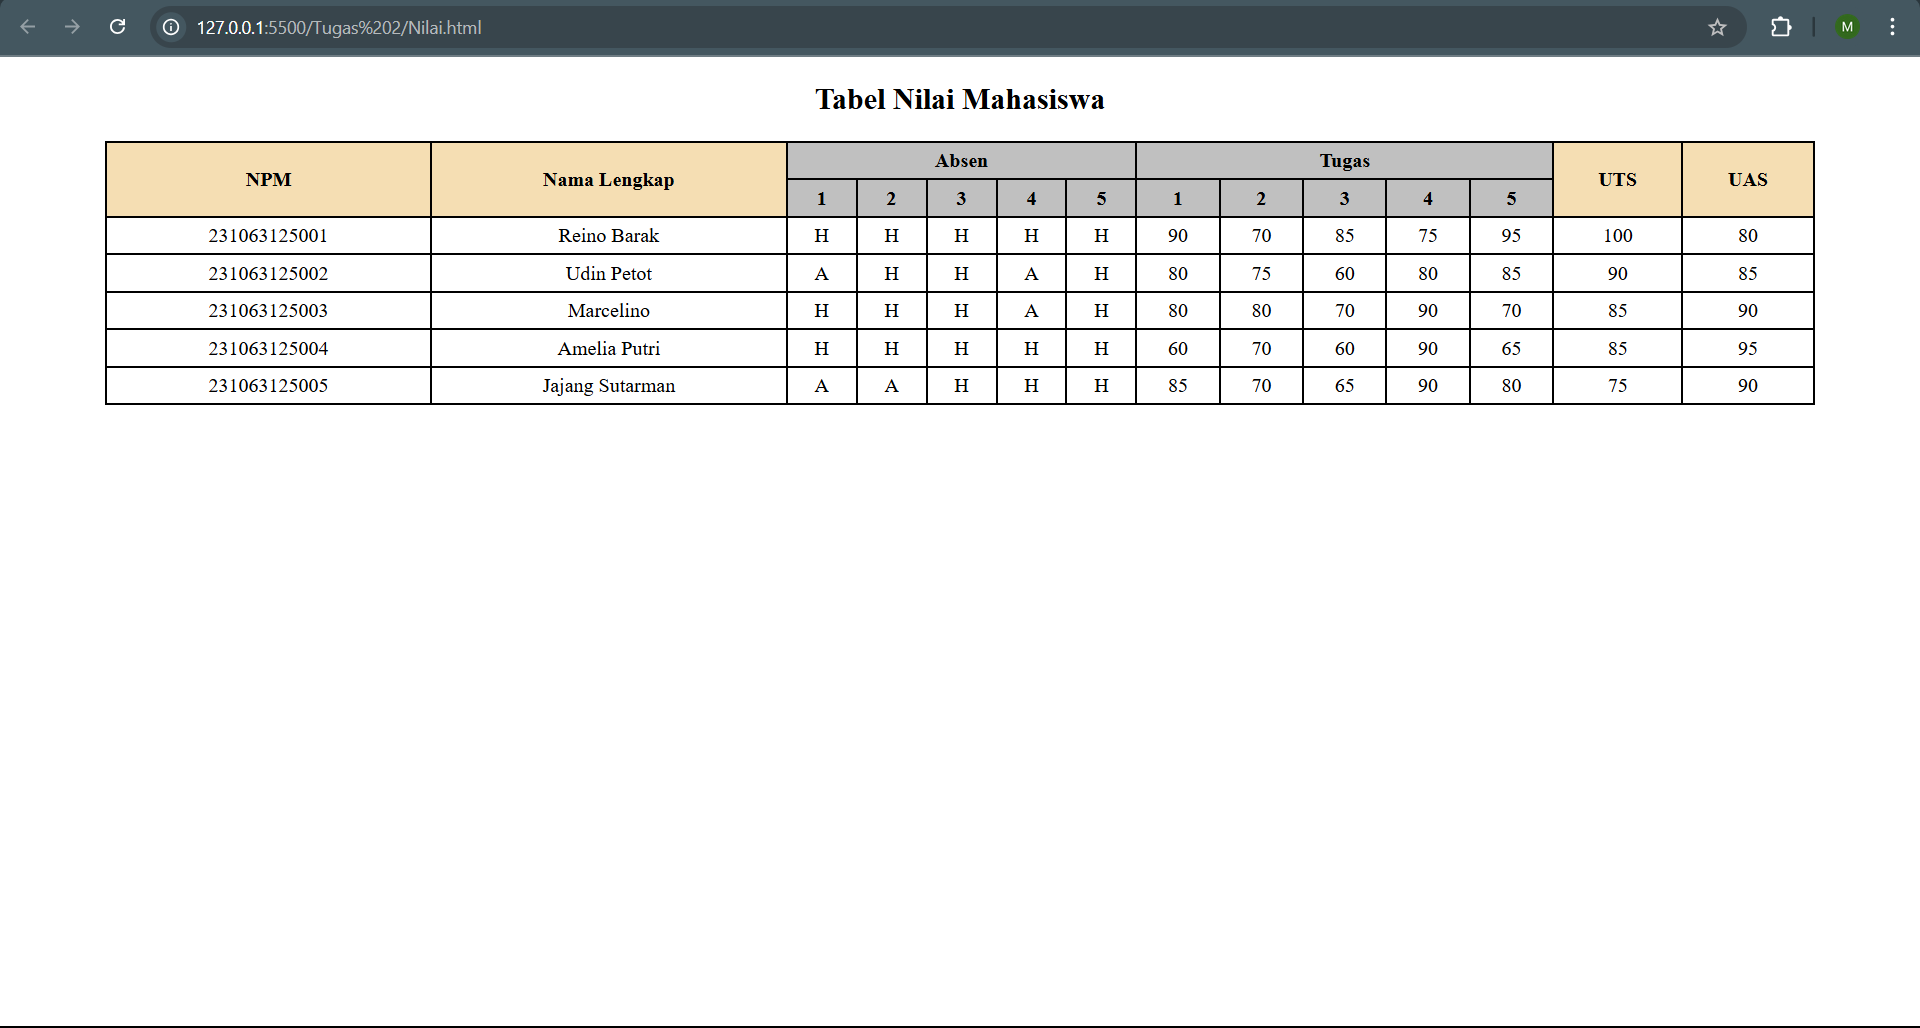 127.0.0.1:5500/Tugas%202/Nilai.html
M
Tabel Nilai Mahasiswa
NPM Nama Lengkap Absen Tugas UTS UAS
1 2 3 4 5 1 2 3 4 5
231063125001 Reino Barak H H H H H 90 70 85 75 95 100 80
231063125002 Udin Petot A H H A H 80 75 60 80 85 90 85
231063125003 Marcelino H H H A H 80 80 70 90 70 85 90
231063125004 Amelia Putri H H H H H 60 70 60 90 65 85 95
231063125005 Jajang Sutarman A A H H H 85 70 65 90 80 75 90